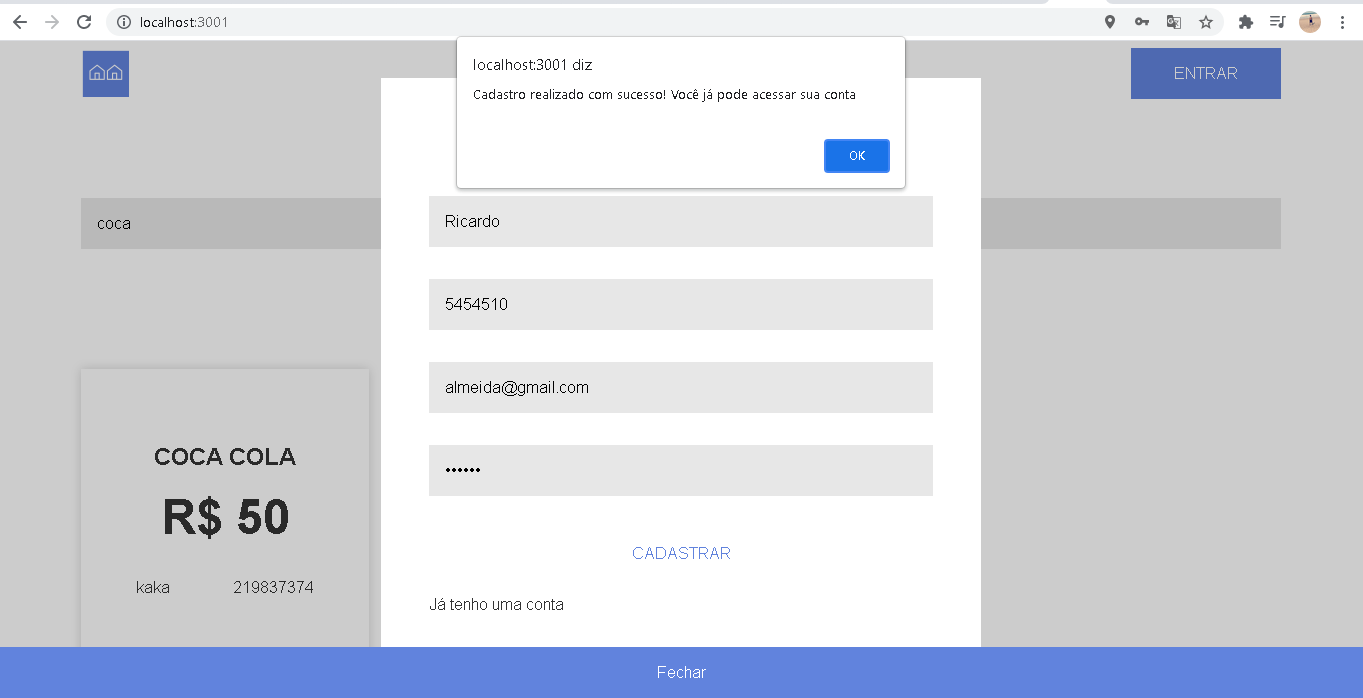 localhost:3001
localhost:3001 diz
Cadastro realizado com sucesso! Você já pode acessar sua conta
OK
ENTRAR
coca
Ricardo
5454510
almeida@gmail.com
••••••
COCA COLA
R$ 50
kaka 219837374
CADASTRAR
Já tenho uma conta
Fechar